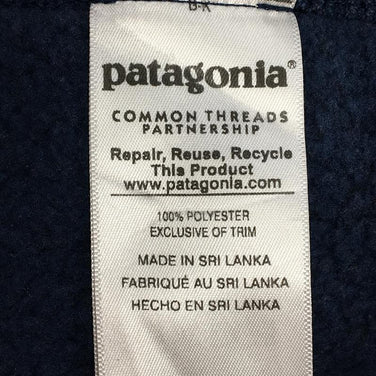 patagonia®
COMMON THREADS
PARTNERSHIP
Repair, Reuse, Recycle
This Product
www.patagonia.com
100% POLYESTER
EXCLUSIVE OF TRIM
MADE IN SRI LANKA
FABRIQUÉ AU SRI LANKA
HECHO EN SRI LANKA